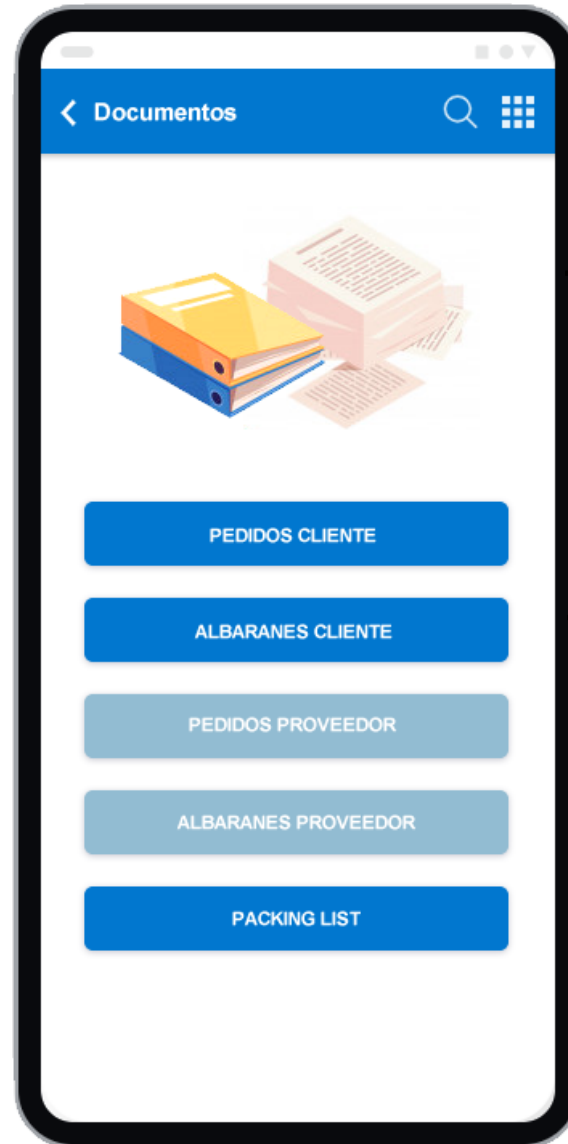 Documentos
PEDIDOS CLIENTE
ALBARANES CLIENTE
PEDIDOS PROVEEDOR
ALBARANES PROVEEDOR
PACKING LIST